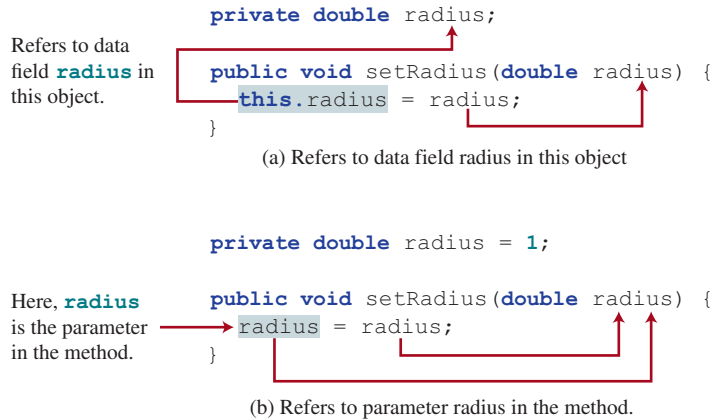 private double radius;
Refers to data
field radius in
this object.
public void setRadius(double radius) {
this.radius = radius;
}
(a) Refers to data field radius in this object
private double radius = 1;
Here, radius
is the parameter
in the method.
public void setRadius(double radius) {
radius = radius;
}
(b) Refers to parameter radius in the method.